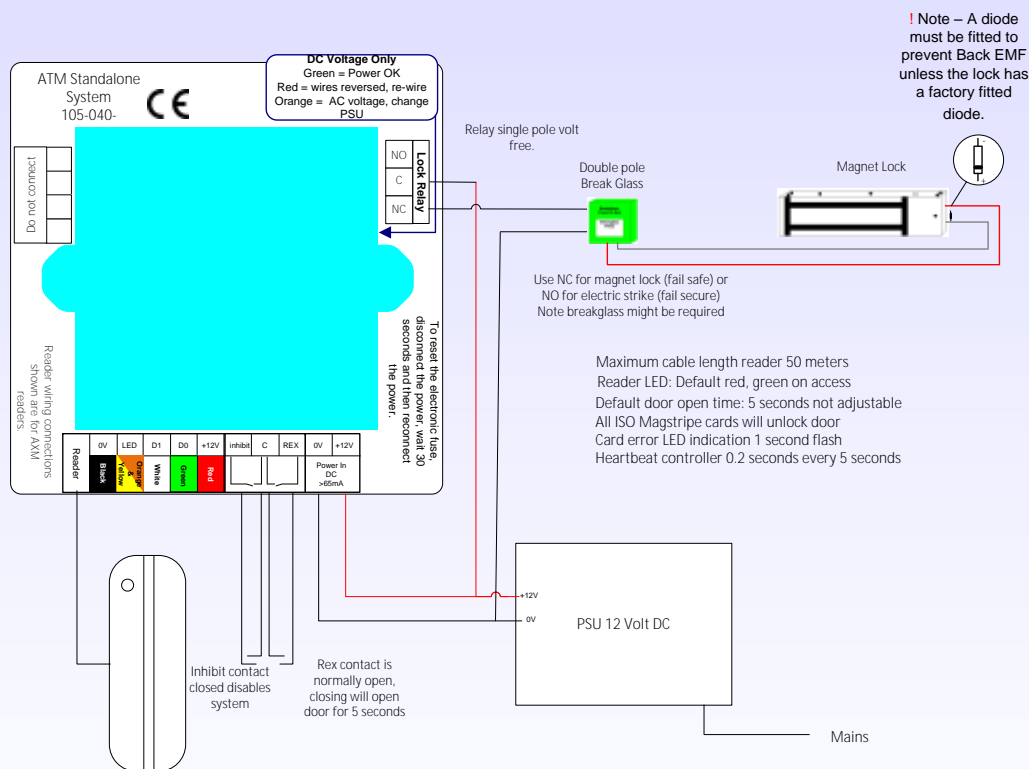 ! Note – A diode
must be fitted to
prevent Back EMF
unless the lock has
a factory fitted
diode.
-
+
ATM Standalone
System
105-040-
CE
DC Voltage Only
Green = Power OK
Red = wires reversed, re-wire
Orange = AC voltage, change
PSU
Do not connect
NO
C
NC
Lock Relay
Relay single pole volt
free.
Double pole
Break Glass
Magnet Lock
Use NC for magnet lock (fail safe) or
NO for electric strike (fail secure)
Note breakglass might be required
To reset the electronic fuse,
disconnect the power, wait 30
seconds and then reconnect
the power.
Reader wiring connections
shown are for AXM
readers.
Maximum cable length reader 50 meters
Reader LED: Default red, green on access
Default door open time: 5 seconds not adjustable
All ISO Magstripe cards will unlock door
Card error LED indication 1 second flash
Heartbeat controller 0.2 seconds every 5 seconds
Reader
0V
LED
D1
D0
+12V
inhibit
C
REX
0V
+12V
Black
Orange
&
Yellow
White
Green
Red
Power In
DC
>65mA
+12V
0V
PSU 12 Volt DC
Inhibit contact
closed disables
system
Rex contact is
normally open,
closing will open
door for 5 seconds
Mains